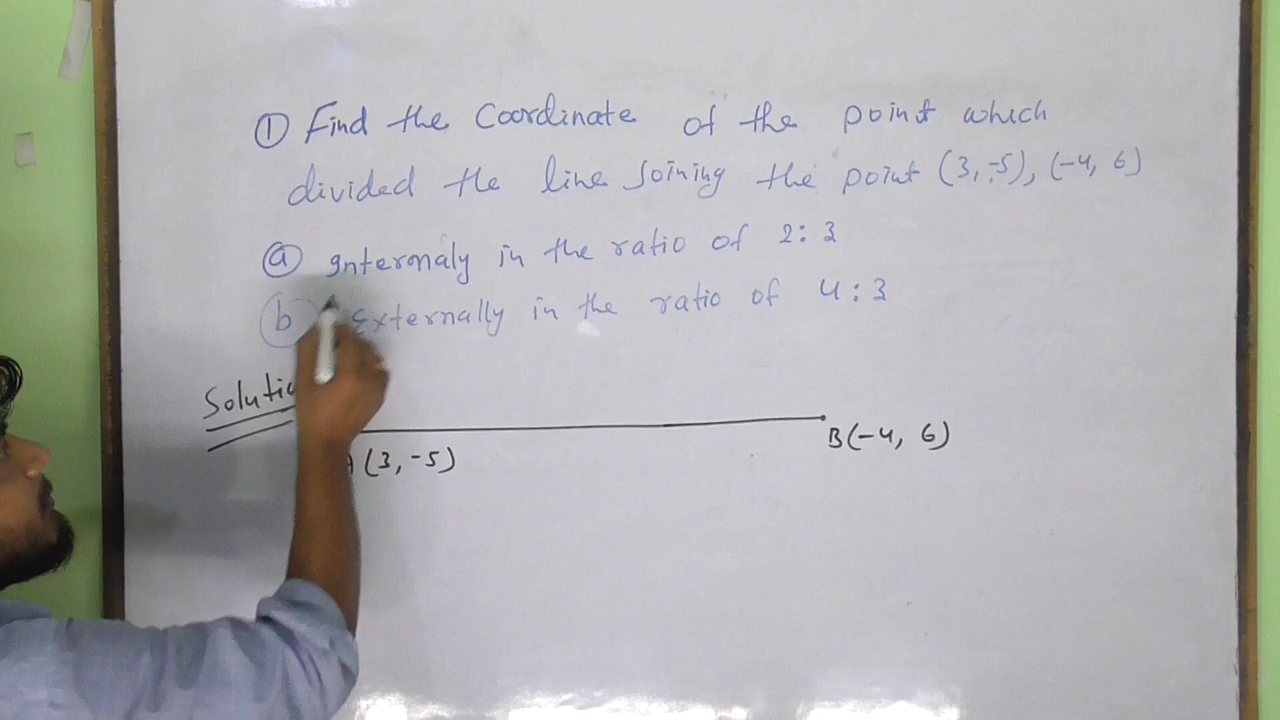 ① Find the Coordinate of the point which
divided the line Joining the point (3, -5), (-4, 6)
ⓐ Internaly in the ratio of 2:3
ⓑ Externally in the ratio of 4:3
Solutio
A(3, -5)
B(-4, 6)